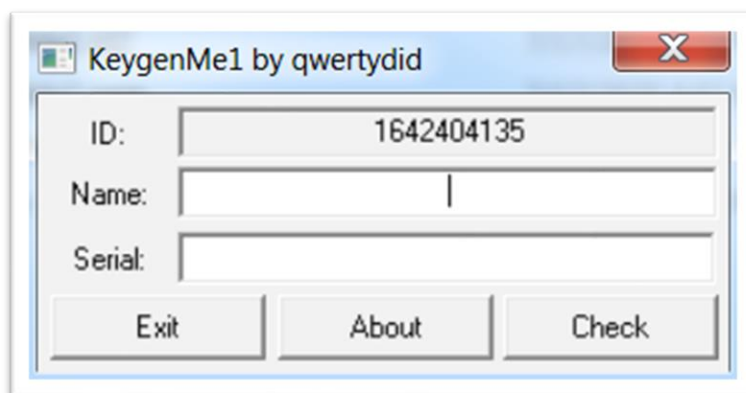 KeygenMe1 by qwertydid
ID: 1642404135
Name:
Serial:
Exit About Check